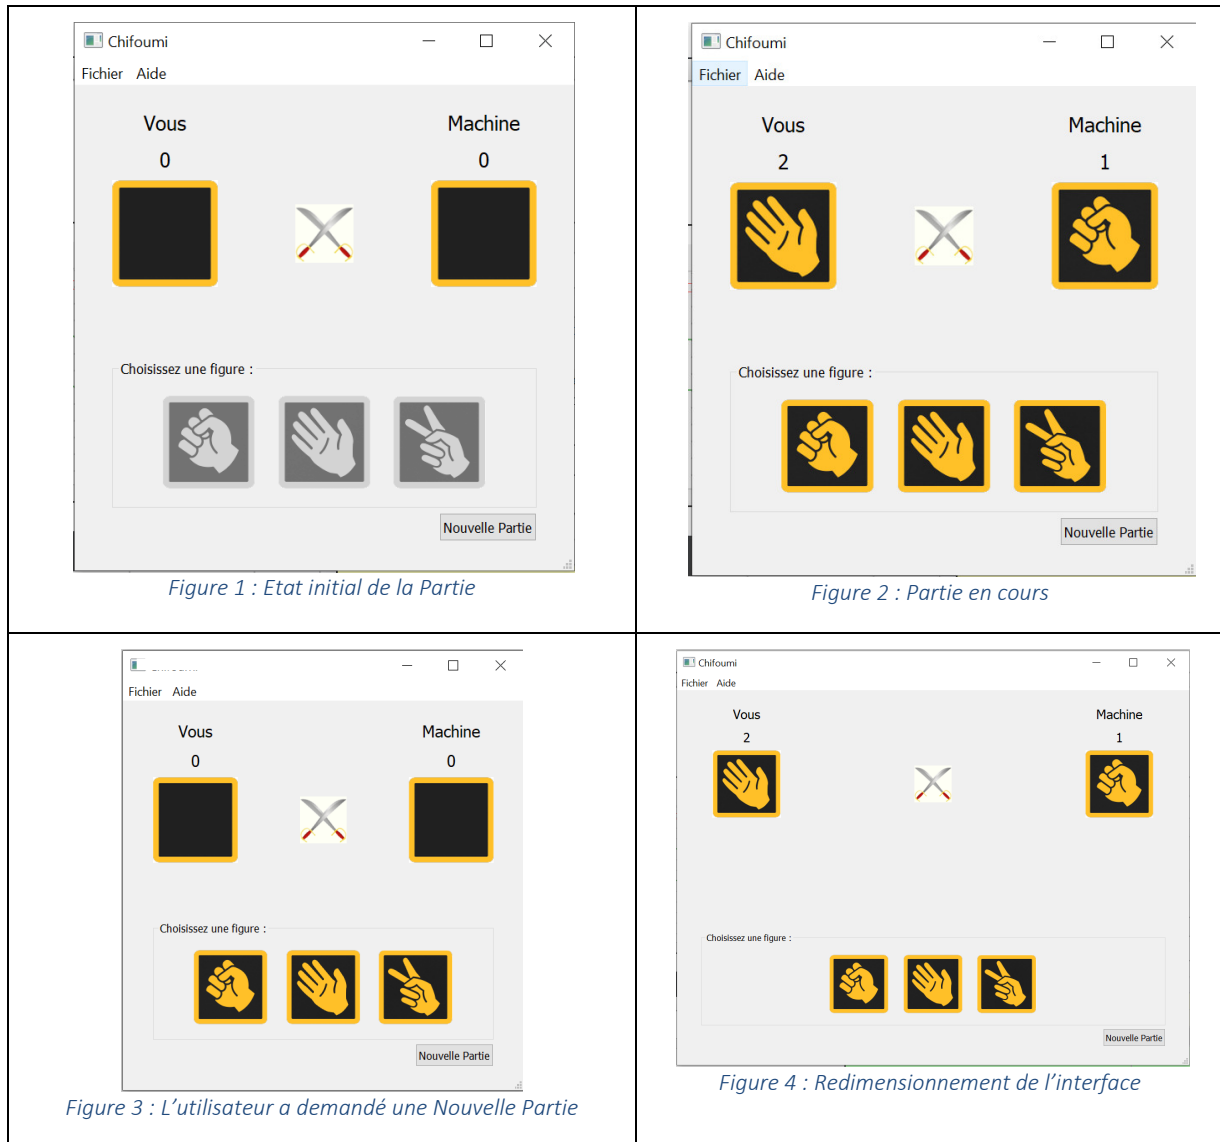 Chifoumi
Fichier Aide
Vous Machine
0 0
Choisissez une figure :
Nouvelle Partie
Figure 1 : Etat initial de la Partie
Chifoumi
Fichier Aide
Vous Machine
2 1
Choisissez une figure :
Nouvelle Partie
Figure 2 : Partie en cours
Fichier Aide
Vous Machine
0 0
Choisissez une figure :
Nouvelle Partie
Figure 3 : L’utilisateur a demandé une Nouvelle Partie
Chifoumi
Fichier Aide
Vous Machine
2 1
Choisissez une figure :
Nouvelle Partie
Figure 4 : Redimensionnement de l’interface